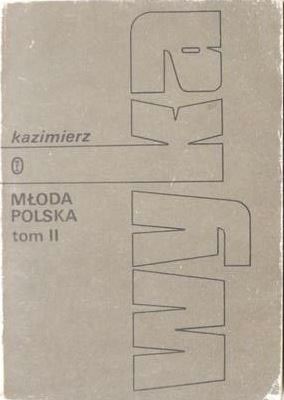 kazimierz
wyka
MŁODA
POLSKA
tom II